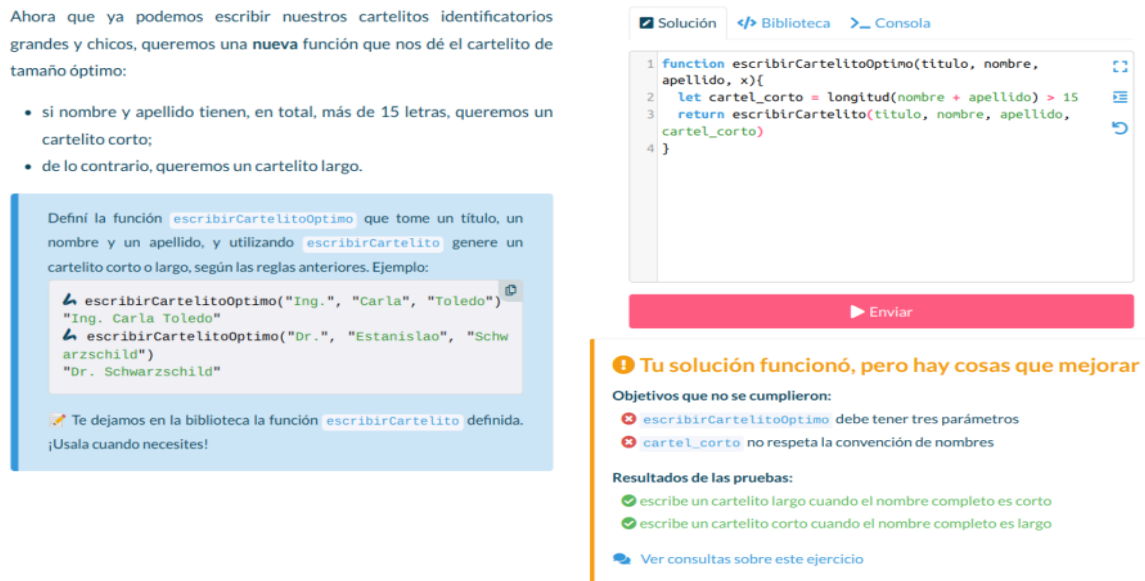 Ahora que ya podemos escribir nuestros cartelitos identificatorios
grandes y chicos, queremos una nueva función que nos dé el cartelito de
tamaño óptimo:
si nombre y apellido tienen, en total, más de 15 letras, queremos un
cartelito corto;
de lo contrario, queremos un cartelito largo.
Definí la función escribirCartelitoOptimo que tome un título, un
nombre y un apellido, y utilizando escribirCartelito genere un
cartelito corto o largo, según las reglas anteriores. Ejemplo:
escribirCartelitoOptimo("Ing.", "Carla", "Toledo")
"Ing. Carla Toledo"
escribirCartelitoOptimo("Dr.", "Estanislao", "Schw
arzschild")
"Dr. Schwarzschild"
Te dejamos en la biblioteca la función escribirCartelito definida.
¡Usala cuando necesites!
Solución </> Biblioteca >_ Consola
1 function escribirCartelitoOptimo(titulo, nombre,
apellido, x){
2 let cartel_corto = longitud(nombre + apellido) > 15
3 return escribirCartelito(titulo, nombre, apellido,
cartel_corto)
4 }
Enviar
Tu solución funcionó, pero hay cosas que mejorar
Objetivos que no se cumplieron:
escribirCartelitoOptimo debe tener tres parámetros
cartel_corto no respeta la convención de nombres
Resultados de las pruebas:
escribe un cartelito largo cuando el nombre completo es corto
escribe un cartelito corto cuando el nombre completo es largo
Ver consultas sobre este ejercicio